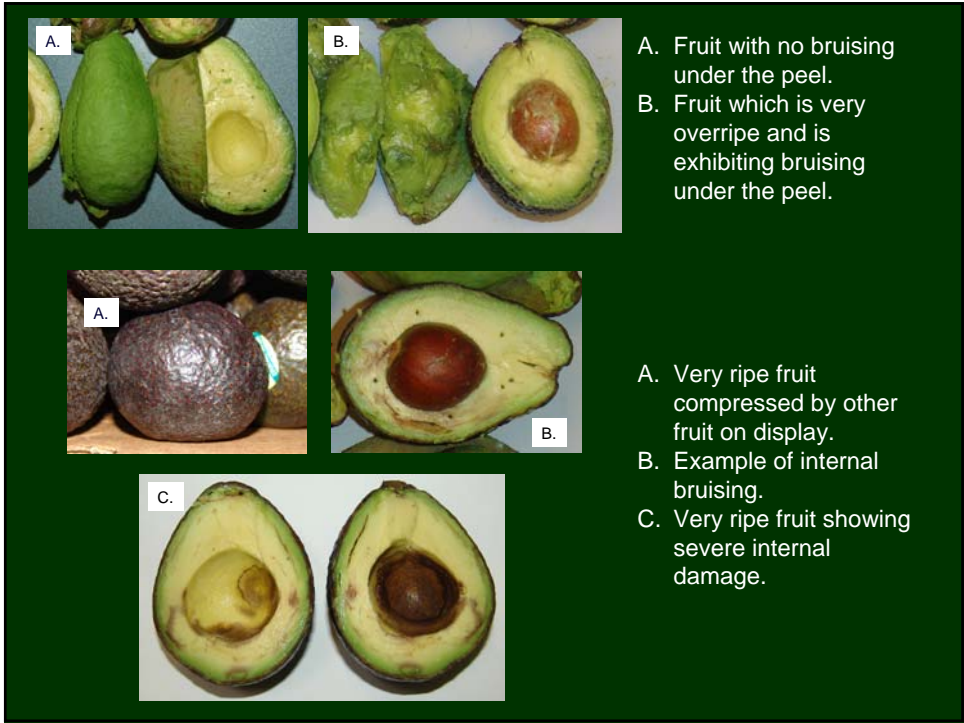 A.
B.
A. Fruit with no bruising
under the peel.
B. Fruit which is very
overripe and is
exhibiting bruising
under the peel.
A.
B.
C.
A. Very ripe fruit
compressed by other
fruit on display.
B. Example of internal
bruising.
C. Very ripe fruit showing
severe internal
damage.